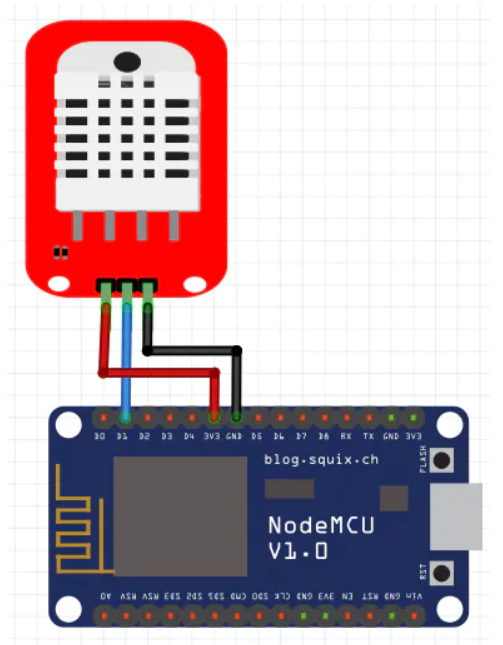 D0 D1 D2 D3 D4 3V3 GND D5 D6 D7 D8 RX TX GND 3V3
blog.squix.ch
FLASH
NodeMCU
V1.0
RST
A0 RSV RSV SD3 SD2 SD1 CMD SD0 CLK GND 3V3 EN RST GND Vin